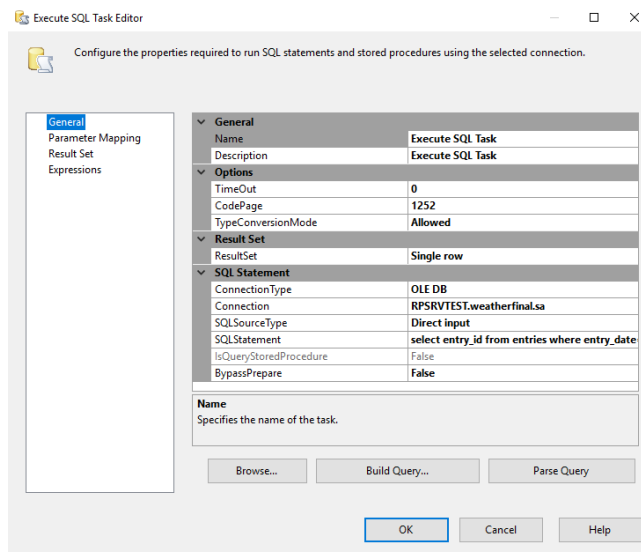 Execute SQL Task Editor
Configure the properties required to run SQL statements and stored procedures using the selected connection.
General
Parameter Mapping
Result Set
Expressions
General
Name Execute SQL Task
Description Execute SQL Task
Options
TimeOut 0
CodePage 1252
TypeConversionMode Allowed
Result Set
ResultSet Single row
SQL Statement
ConnectionType OLE DB
Connection RPSRVTEST.weatherfinal.sa
SQLSourceType Direct input
SQLStatement select entry_id from entries where entry_date
IsQueryStoredProcedure False
BypassPrepare False
Name
Specifies the name of the task.
Browse... Build Query... Parse Query
OK Cancel Help